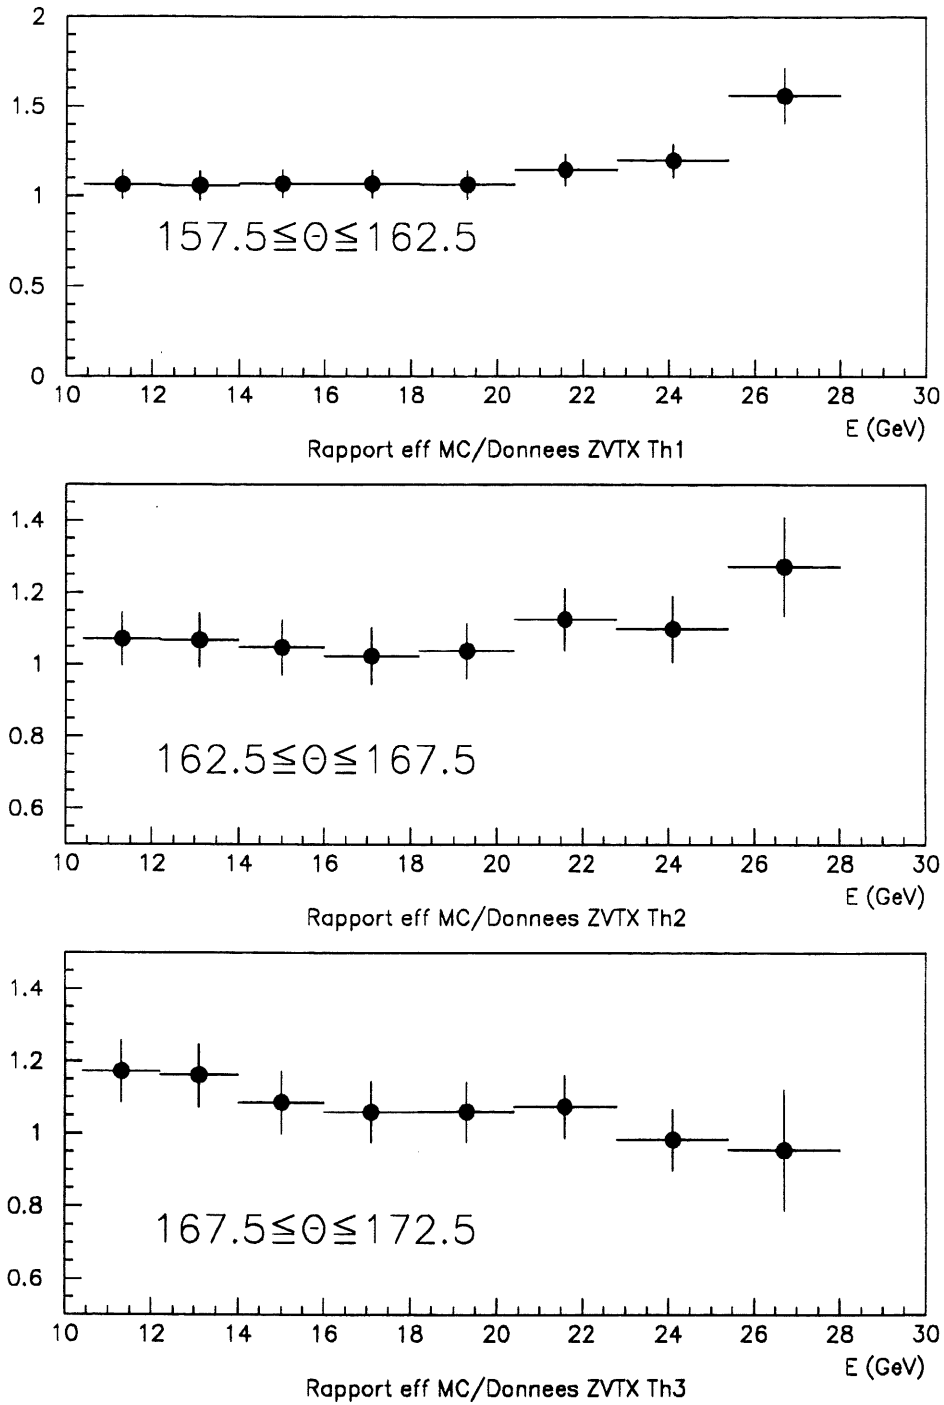 2
1.5
1
0.5
0
157.5≦Θ≦162.5
10 12 14 16 18 20 22 24 26 28 30
E (GeV)
Rapport eff MC/Donnees ZVTX Th1
1.4
1.2
1
0.8
0.6
162.5≦Θ≦167.5
10 12 14 16 18 20 22 24 26 28 30
E (GeV)
Rapport eff MC/Donnees ZVTX Th2
1.4
1.2
1
0.8
0.6
167.5≦Θ≦172.5
10 12 14 16 18 20 22 24 26 28 30
E (GeV)
Rapport eff MC/Donnees ZVTX Th3